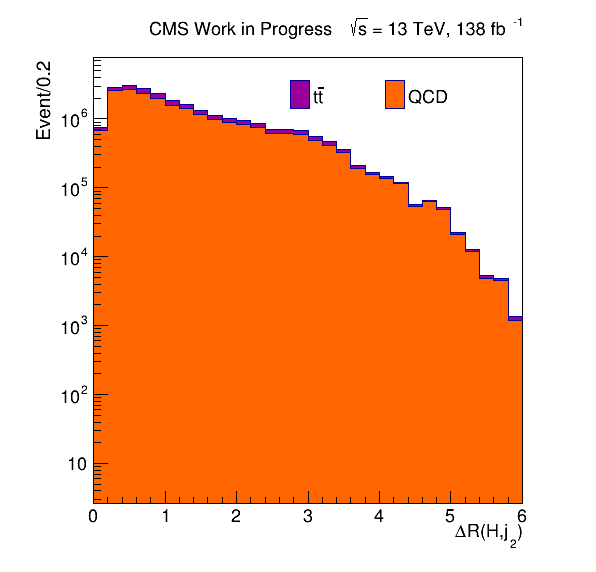 CMS Work in Progress √s = 13 TeV, 138 fb⁻¹
Event/0.2
tt̄
QCD
10⁶
10⁵
10⁴
10³
10²
10
0 1 2 3 4 5 6
ΔR(H,j₂)